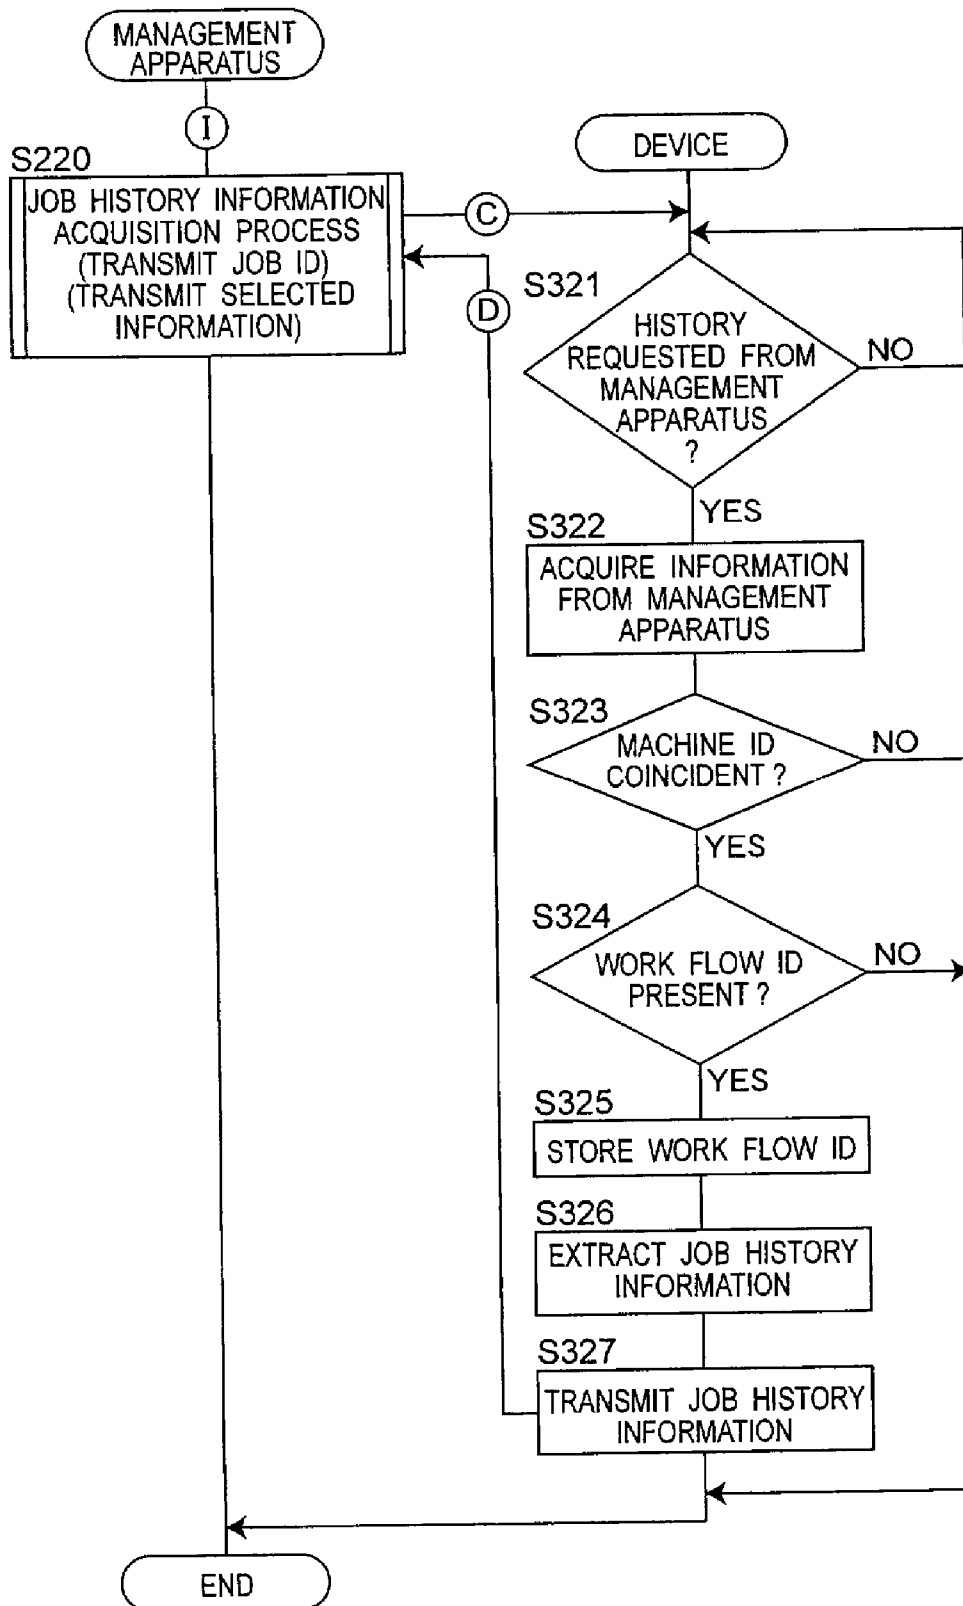 MANAGEMENT
APPARATUS
I
S220
JOB HISTORY INFORMATION
ACQUISITION PROCESS
(TRANSMIT JOB ID)
(TRANSMIT SELECTED
INFORMATION)
C
D
DEVICE
S321
HISTORY
REQUESTED FROM
MANAGEMENT
APPARATUS
?
NO
YES
S322
ACQUIRE INFORMATION
FROM MANAGEMENT
APPARATUS
S323
MACHINE ID
COINCIDENT ?
NO
YES
S324
WORK FLOW ID
PRESENT ?
NO
YES
S325
STORE WORK FLOW ID
S326
EXTRACT JOB HISTORY
INFORMATION
S327
TRANSMIT JOB HISTORY
INFORMATION
END